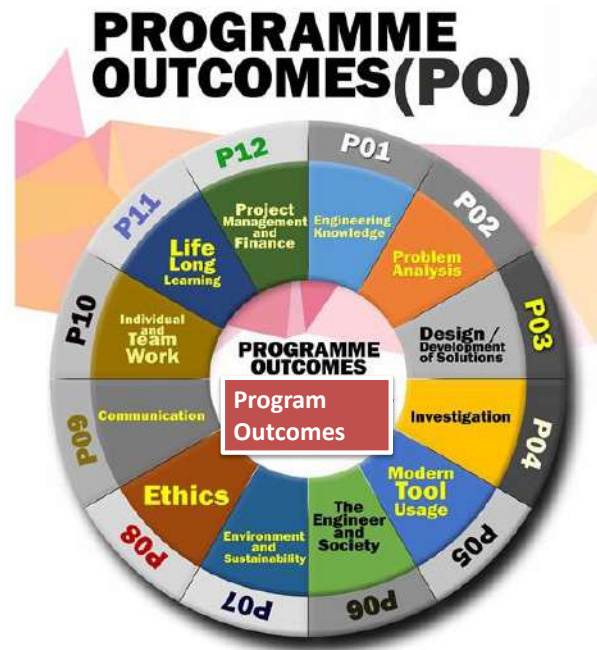 PROGRAMME
OUTCOMES(PO)
P01
Engineering
Knowledge
P02
Problem
Analysis
P03
Design /
Development
of Solutions
P04
Investigation
P05
Modern
Tool
Usage
P06
The
Engineer
and
Society
P07
Environment
and
Sustainability
P08
Ethics
P09
Communication
P10
Individual
and
Team
Work
P11
Life
Long
Learning
P12
Project
Management
and
Finance
PROGRAMME
OUTCOMES
Program
Outcomes